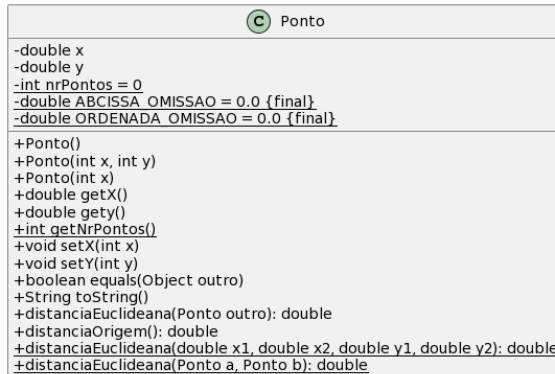 C Ponto
-double x
-double y
-int nrPontos = 0
-double ABCISSA_OMISSAO = 0.0 {final}
-double ORDENADA_OMISSAO = 0.0 {final}
+Ponto()
+Ponto(int x, int y)
+Ponto(int x)
+double getX()
+double gety()
+int getNrPontos()
+void setX(int x)
+void setY(int y)
+boolean equals(Object outro)
+String toString()
+distanciaEuclideana(Ponto outro): double
+distanciaOrigem(): double
+distanciaEuclideana(double x1, double x2, double y1, double y2): double
+distanciaEuclideana(Ponto a, Ponto b): double